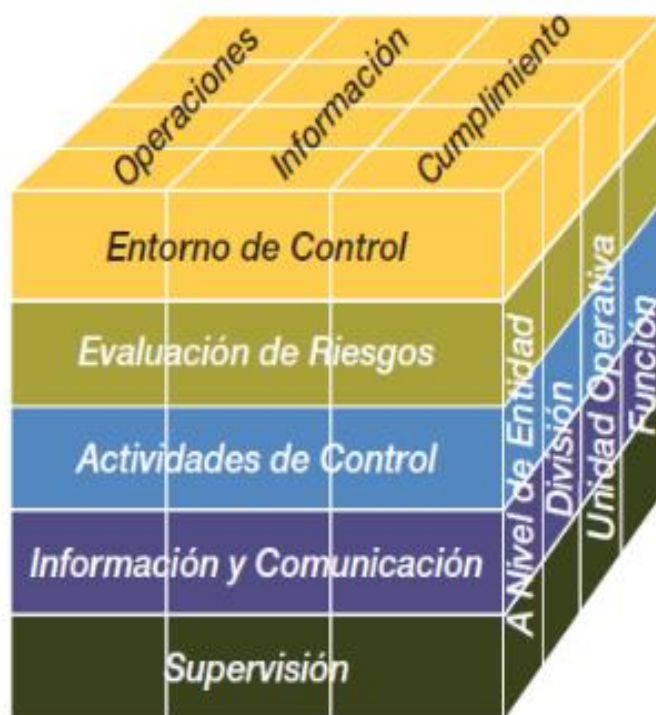 Operaciones
Información
Cumplimiento
Entorno de Control
Evaluación de Riesgos
Actividades de Control
Información y Comunicación
Supervisión
A Nivel de Entidad
División
Unidad Operativa
Función